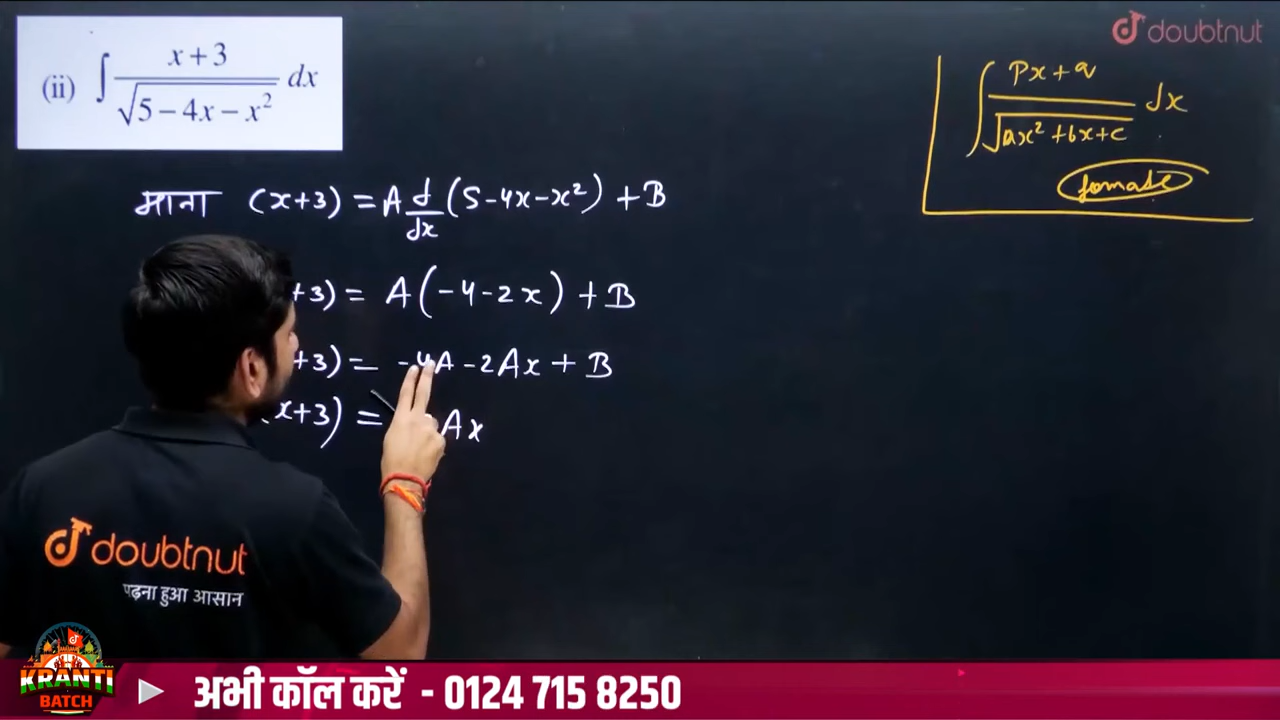 (ii) ∫ x+3 / √5−4x−x² dx
doubtnut
∫ Px+q / √ax²+bx+c dx
formate
माना (x+3) = A d/dx (5-4x-x²) + B
+3) = A(-4-2x) + B
+3) = -4A-2Ax + B
(x+3) = Ax
doubtnut
पढ़ना हुआ आसान
KRANTI
BATCH
अभी कॉल करें - 0124 715 8250